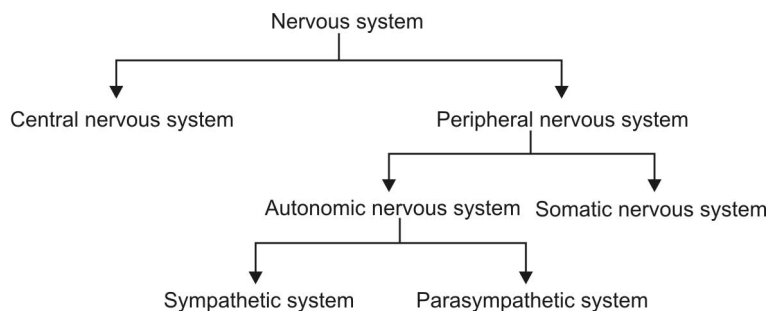 Nervous system
Central nervous system
Peripheral nervous system
Autonomic nervous system
Somatic nervous system
Sympathetic system
Parasympathetic system